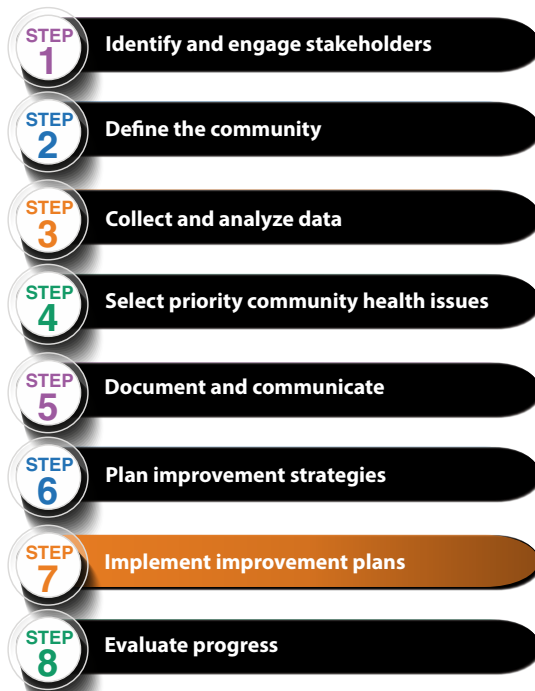 STEP
1
Identify and engage stakeholders
STEP
2
Define the community
STEP
3
Collect and analyze data
STEP
4
Select priority community health issues
STEP
5
Document and communicate
STEP
6
Plan improvement strategies
STEP
7
Implement improvement plans
STEP
8
Evaluate progress